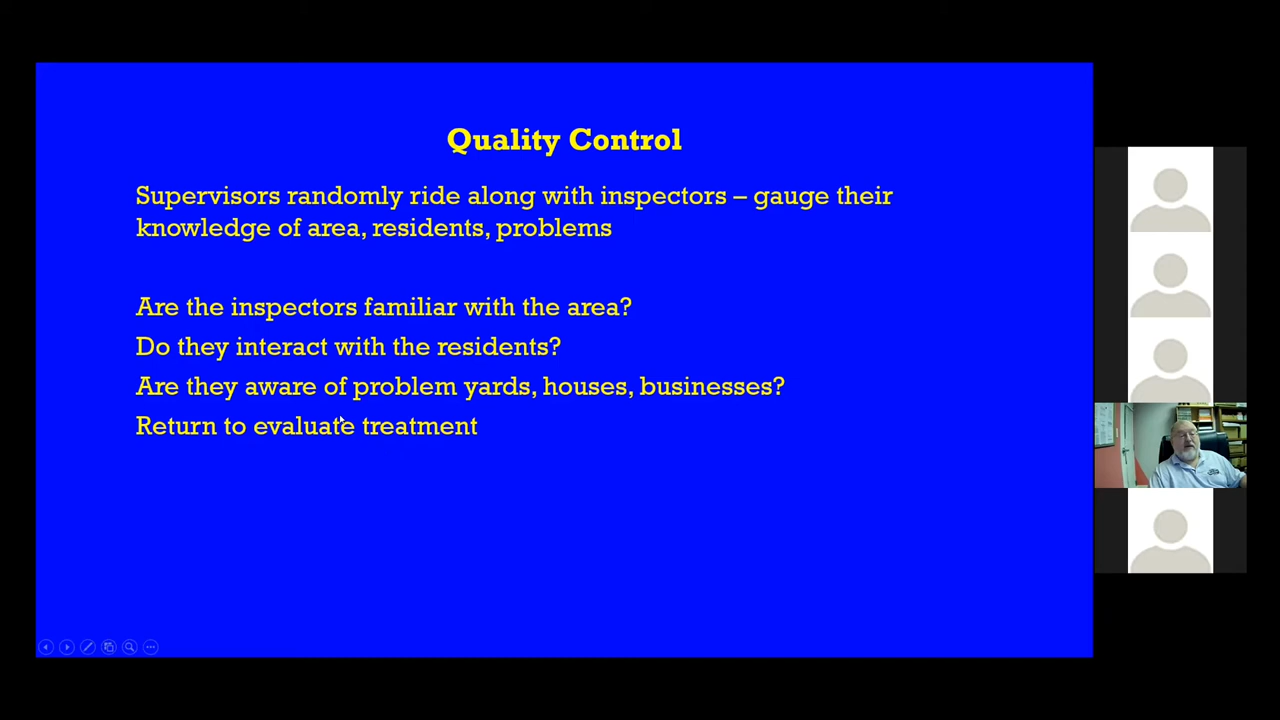 Quality Control
Supervisors randomly ride along with inspectors – gauge their
knowledge of area, residents, problems
Are the inspectors familiar with the area?
Do they interact with the residents?
Are they aware of problem yards, houses, businesses?
Return to evaluate treatment